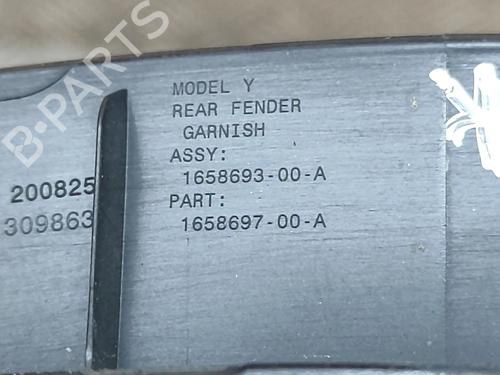 B-PARTS
MODEL Y
REAR FENDER
GARNISH
ASSY:
1658693-00-A
PART:
1658697-00-A
200825
309863